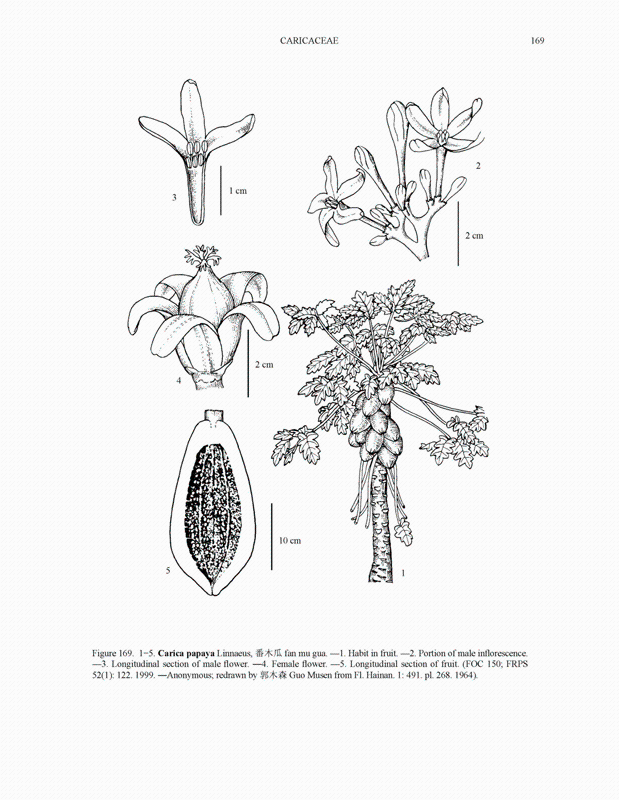 CARICACEAE 169
3
1 cm
2
2 cm
4
2 cm
5
10 cm
1
Figure 169. 1–5. Carica papaya Linnaeus, 番木瓜 fan mu gua. —1. Habit in fruit. —2. Portion of male inflorescence.
—3. Longitudinal section of male flower. —4. Female flower. —5. Longitudinal section of fruit. (FOC 150; FRPS
52(1): 122. 1999. —Anonymous; redrawn by 郭木森 Guo Musen from Fl. Hainan. 1: 491. pl. 268. 1964).